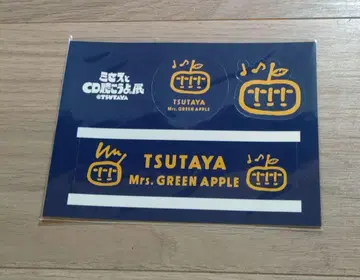 ミセスと
CD聴こうよ展
@TSUTAYA
TSUTAYA
Mrs. GREEN APPLE
TSUTAYA
Mrs. GREEN APPLE